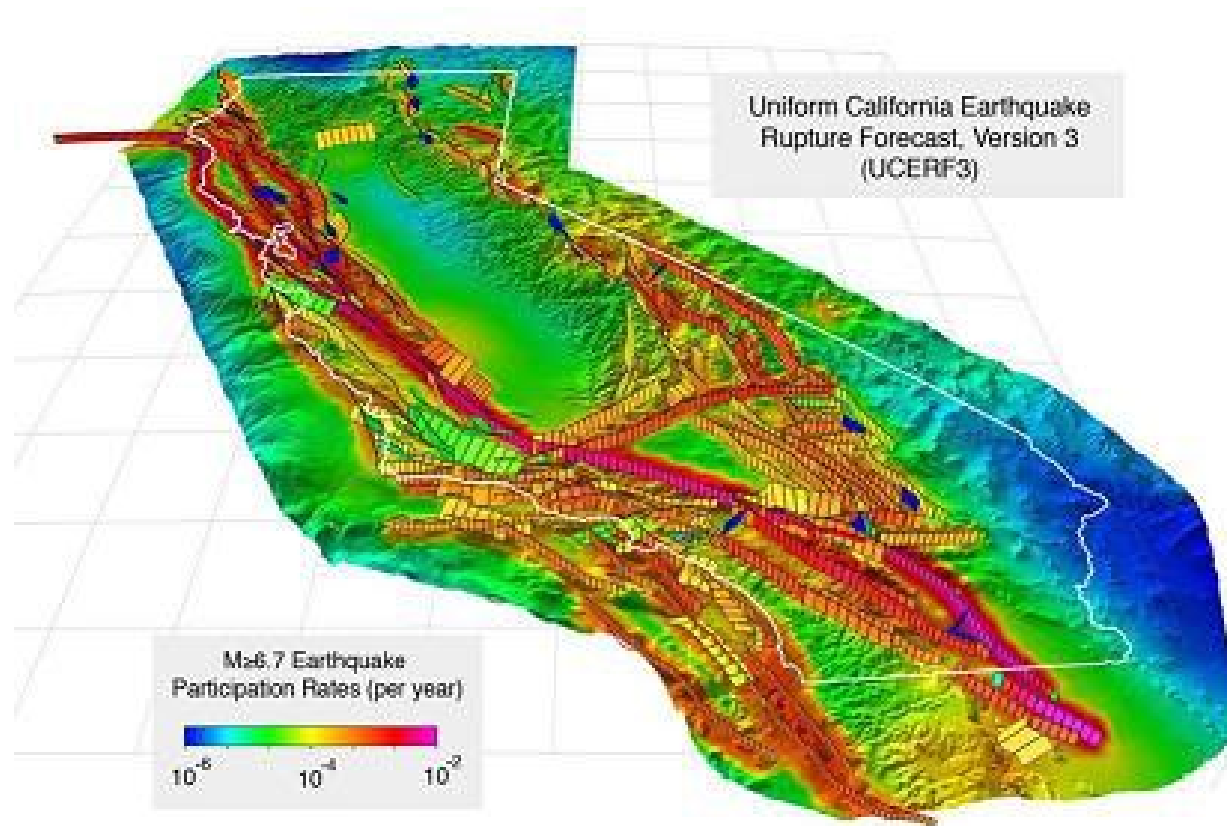 Uniform California Earthquake
Rupture Forecast, Version 3
(UCERF3)
M≥6.7 Earthquake
Participation Rates (per year)
10⁻⁶ 10⁻⁴ 10⁻²